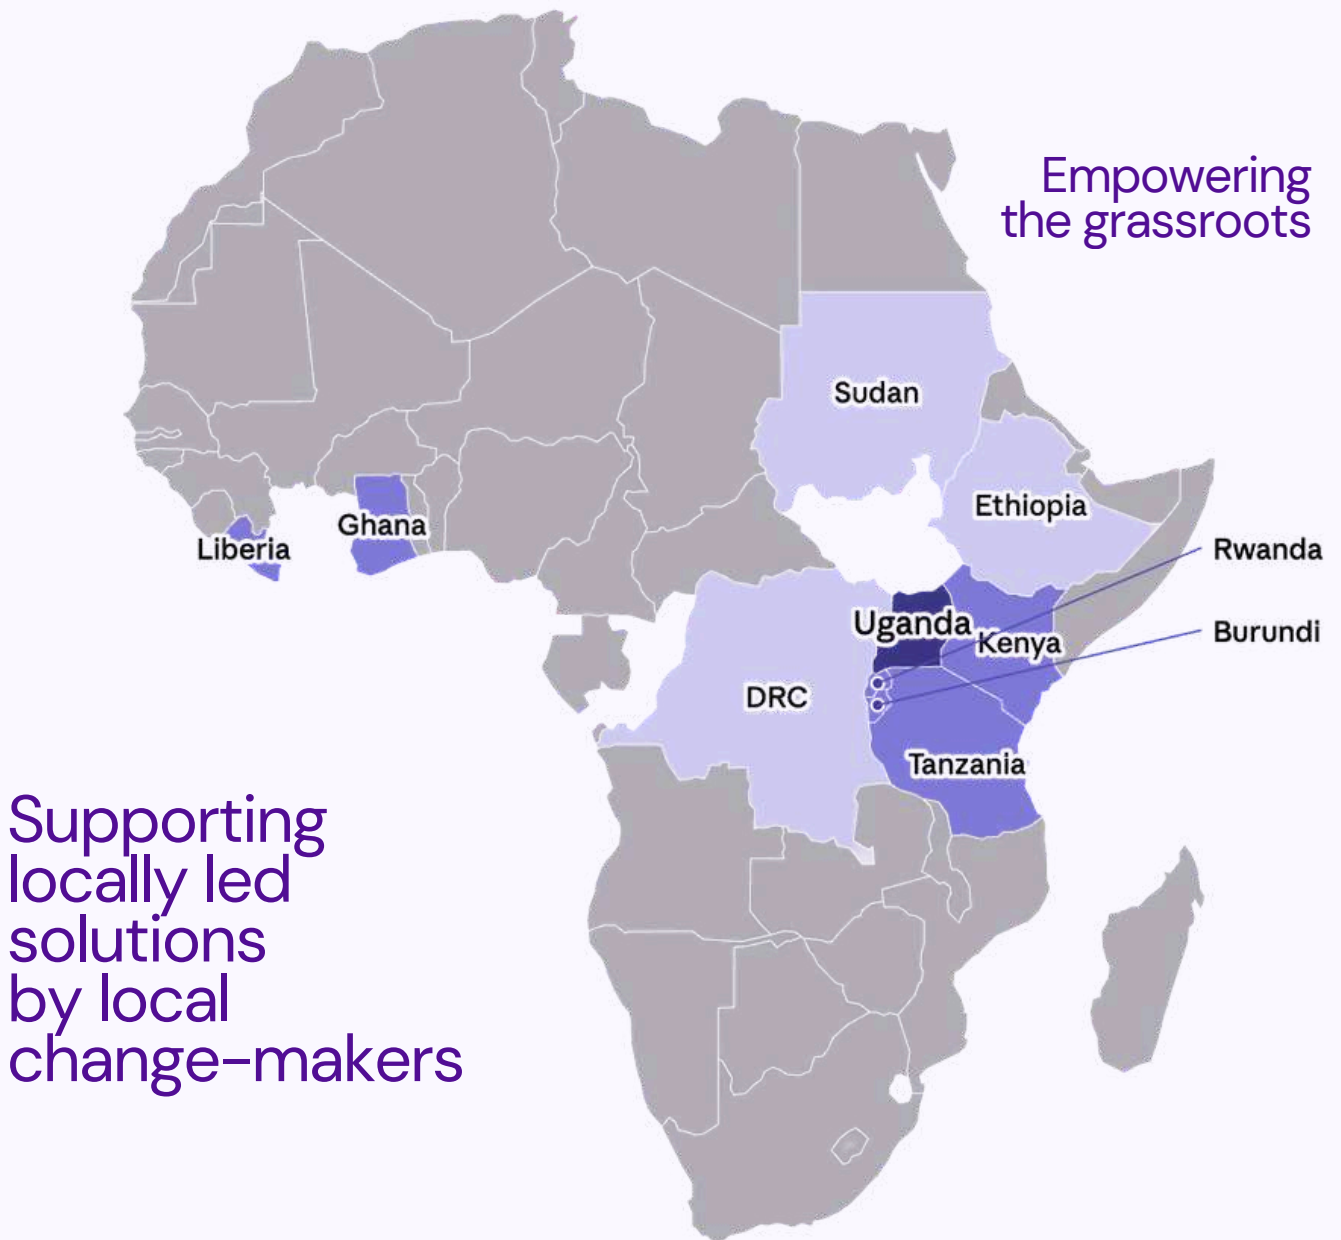 Empowering
the grassroots
Sudan
Ethiopia
Ghana
Liberia
Rwanda
Uganda
Burundi
Kenya
DRC
Tanzania
Supporting
locally led
solutions
by local
change-makers